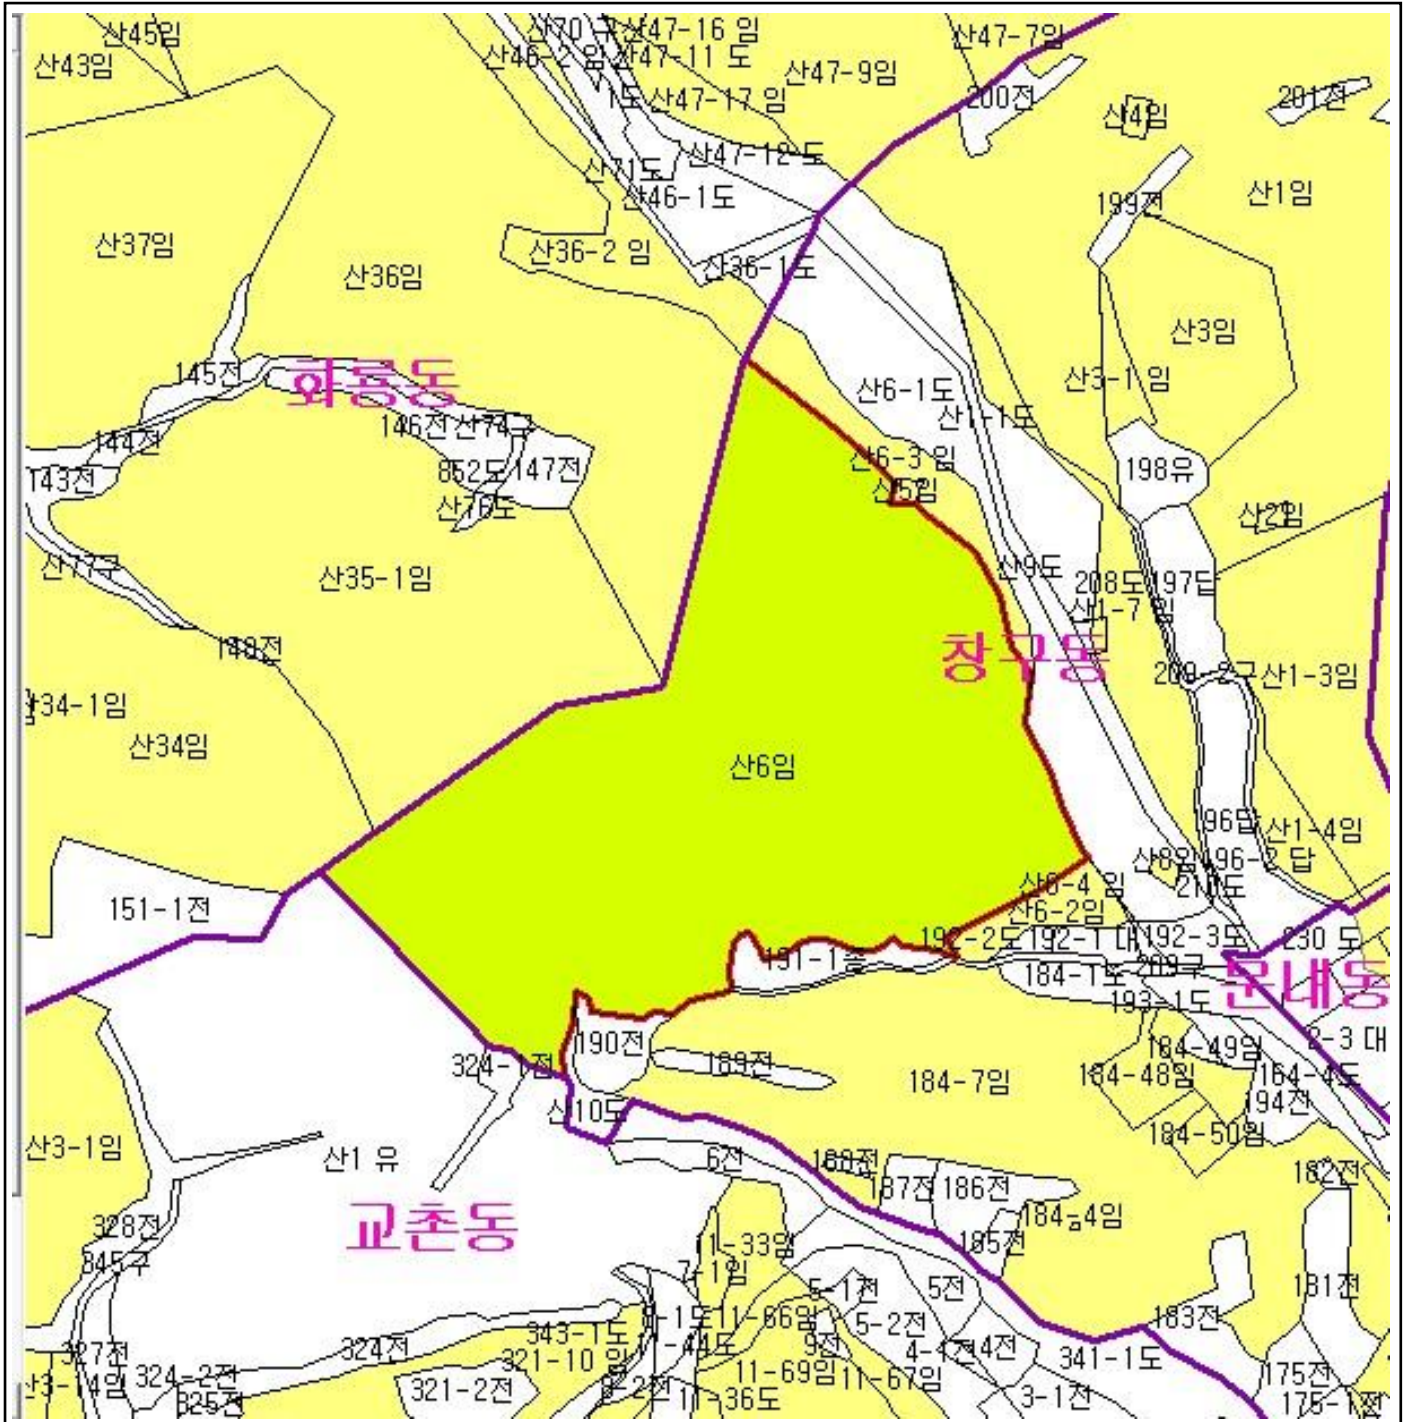 산45임
산70 구
산47-16 임
산47-7임
산43임
산46-2 임
산47-11 도
산47-9임
1도
산47-17 임
200전
산4임
201전
산47-12 도
산71도
산46-1도
199전
산1임
산37임
산36-2 임
산36-1도
산36임
산3임
145전
화룡동
산6-1도
산3-1 임
산1-1도
146전
산74구
144전
852도
147전
산6-3 임
143전
198유
산76도
산5임
산2임
산77구
산35-1임
산9도
208도
197답
산1-7 임
148전
창구동
산1-3임
산34-1임
산34임
산6임
산1-4임
산8임
196-2 답
산6-4 임
151-1전
산6-2임
192-2도
192-1 대
192-3도
230 도
191-1종
184-1도
209구
문내동
193-1도
190전
2-3 대
184-49임
324-1전
189전
184-7임
184-48임
164-4도
194전
산10도
184-50임
산3-1임
산1 유
6전
188전
182전
187전
186전
328전
교촌동
184-4임
11-33임
185전
845구
7-1임
5-1전
5전
181전
11-66임
5-2전
183전
343-1도
11-44도
327전
324전
9전
4-1전
4전
321-10 임
341-1도
324-2전
11-69임
11-67임
175전
321-2전
325전
11-36도
3-1전
175-1전